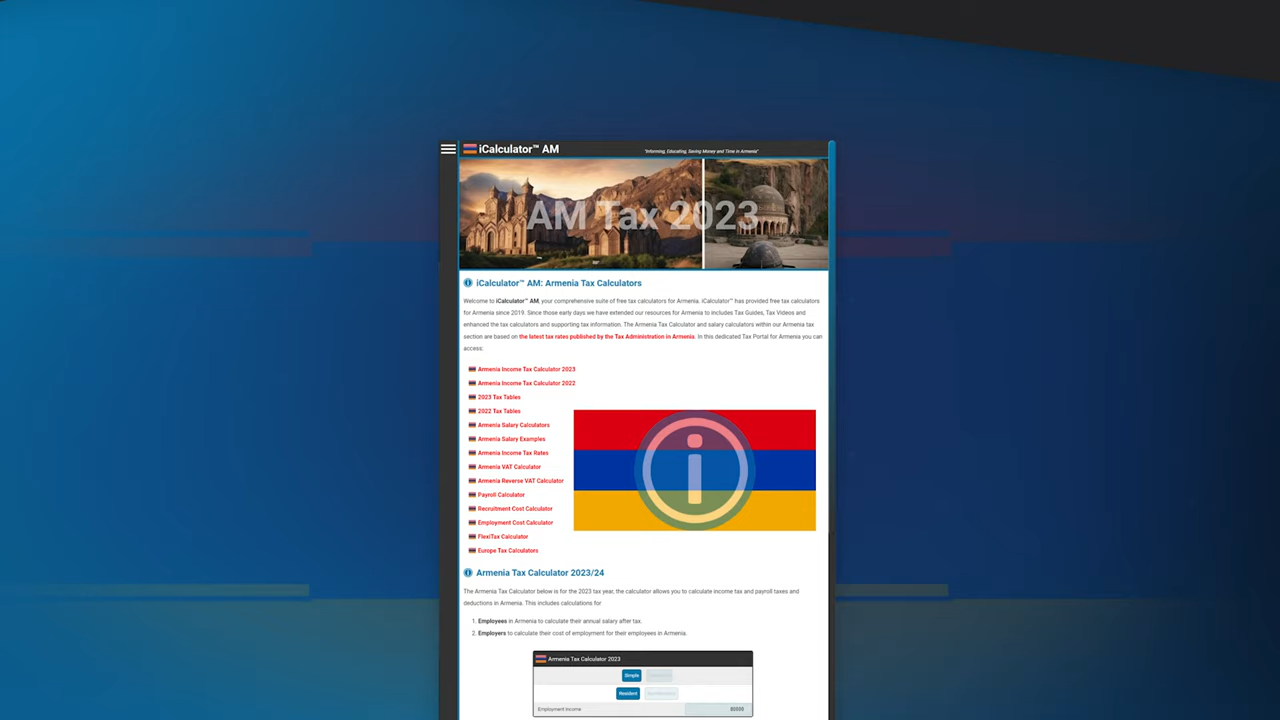 iCalculator™ AM
"Informing, Educating, Saving Money and Time in Armenia"
AM Tax 2023
iCalculator™ AM: Armenia Tax Calculators
Welcome to iCalculator™ AM, your comprehensive suite of free tax calculators for Armenia. iCalculator™ has provided free tax calculators
for Armenia since 2019. Since those early days we have extended our resources for Armenia to includes Tax Guides, Tax Videos and
enhanced the tax calculators and supporting tax information. The Armenia Tax Calculator and salary calculators within our Armenia tax
section are based on the latest tax rates published by the Tax Administration in Armenia. In this dedicated Tax Portal for Armenia you can
access:
Armenia Income Tax Calculator 2023
Armenia Income Tax Calculator 2022
2023 Tax Tables
2022 Tax Tables
Armenia Salary Calculators
Armenia Salary Examples
Armenia Income Tax Rates
Armenia VAT Calculator
Armenia Reverse VAT Calculator
Payroll Calculator
Recruitment Cost Calculator
Employment Cost Calculator
FlexiTax Calculator
Europe Tax Calculators
Armenia Tax Calculator 2023/24
The Armenia Tax Calculator below is for the 2023 tax year, the calculator allows you to calculate income tax and payroll taxes and
deductions in Armenia. This includes calculations for
1. Employees in Armenia to calculate their annual salary after tax.
2. Employers to calculate their cost of employment for their employees in Armenia.
Armenia Tax Calculator 2023
Simple
Resident
Employment Income 80000